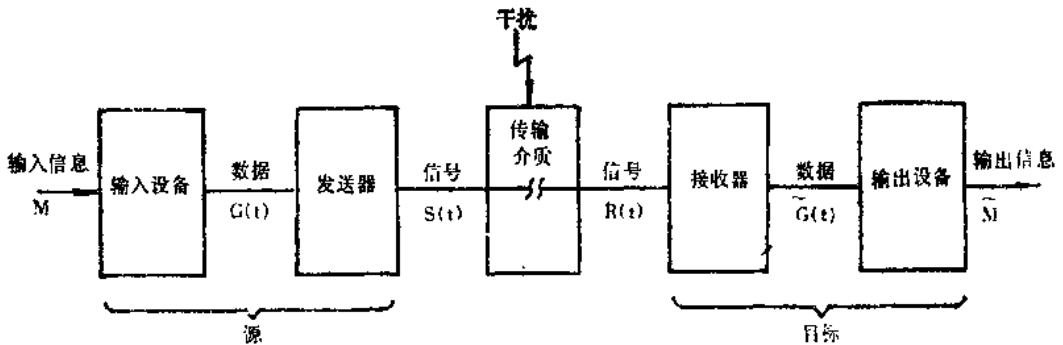 干扰
传输
介质
输入信息
M
输入设备
数据
G(t)
发送器
信号
S(t)
信号
R(t)
接收器
数据
G̃(t)
输出设备
输出信息
M̃
源
目标